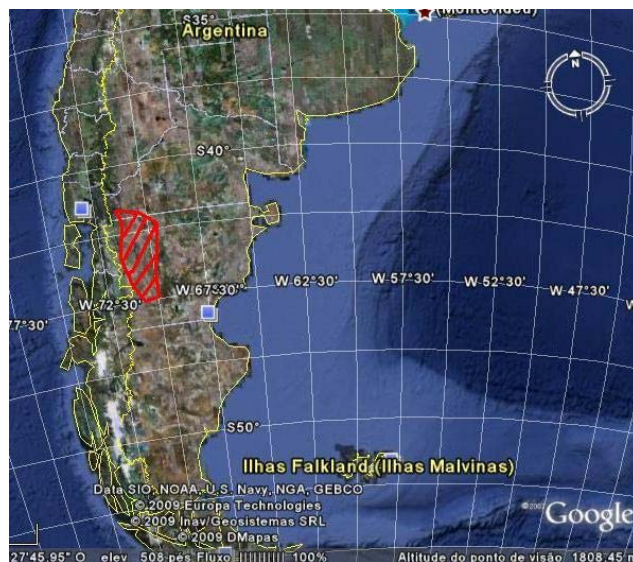 S35°
(Montevidéu)
Argentina
N
S40°
W 72°30'
W 67°30'
W 62°30'
W 57°30'
W 52°30'
W 47°30'
77°30'
S50°
Ilhas Falkland (Ilhas Malvinas)
Data SIO, NOAA, U.S. Navy, NGA, GEBCO
© 2009 Europa Technologies
© 2009 Inav/Geosistemas SRL
© 2009 DMapas
Google
27'45.95" O elev 508 pés Fluxo 100% Altitude do ponto de visão 1808.45